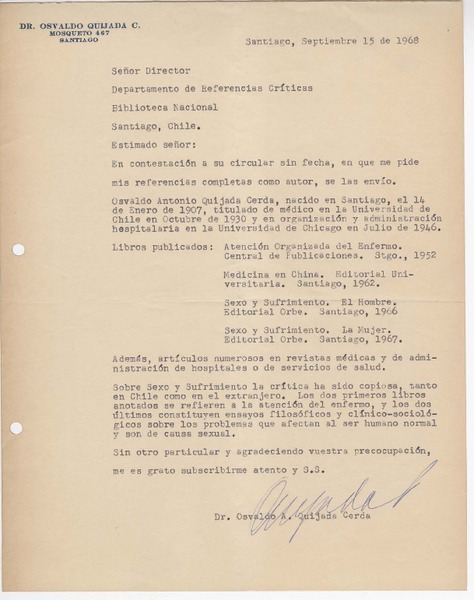 DR. OSVALDO QUIJADA C.
MOSQUETO 467
SANTIAGO
Santiago, Septiembre 15 de 1968
Señor Director
Departamento de Referencias Críticas
Biblioteca Nacional
Santiago, Chile.
Estimado señor:
En contestación a su circular sin fecha, en que me pide
mis referencias completas como autor, se las envío.
Osvaldo Antonio Quijada Cerda, nacido en Santiago, el 14
de Enero de 1907, titulado de médico en la Universidad de
Chile en Octubre de 1930 y en organización y administración
hospitalaria en la Universidad de Chicago en Julio de 1946.
Libros publicados: Atención Organizada del Enfermo.
Central de Publicaciones. Stgo., 1952
Medicina en China. Editorial Uni-
versitaria. Santiago, 1962.
Sexo y Sufrimiento. El Hombre.
Editorial Orbe. Santiago, 1966
Sexo y Sufrimiento. La Mujer.
Editorial Orbe. Santiago, 1967.
Además, artículos numerosos en revistas médicas y de admi-
nistración de hospitales o de servicios de salud.
Sobre Sexo y Sufrimiento la crítica ha sido copiosa, tanto
en Chile como en el extranjero. Los dos primeros libros
anotados se refieren a la atención del enfermo, y los dos
últimos constituyen ensayos filosóficos y clínico-socioló-
gicos sobre los problemas que afectan al ser humano normal
y son de causa sexual.
Sin otro particular y agradeciendo vuestra preocupación,
me es grato subscribirme atento y S.S.
Dr. Osvaldo A. Quijada Cerda